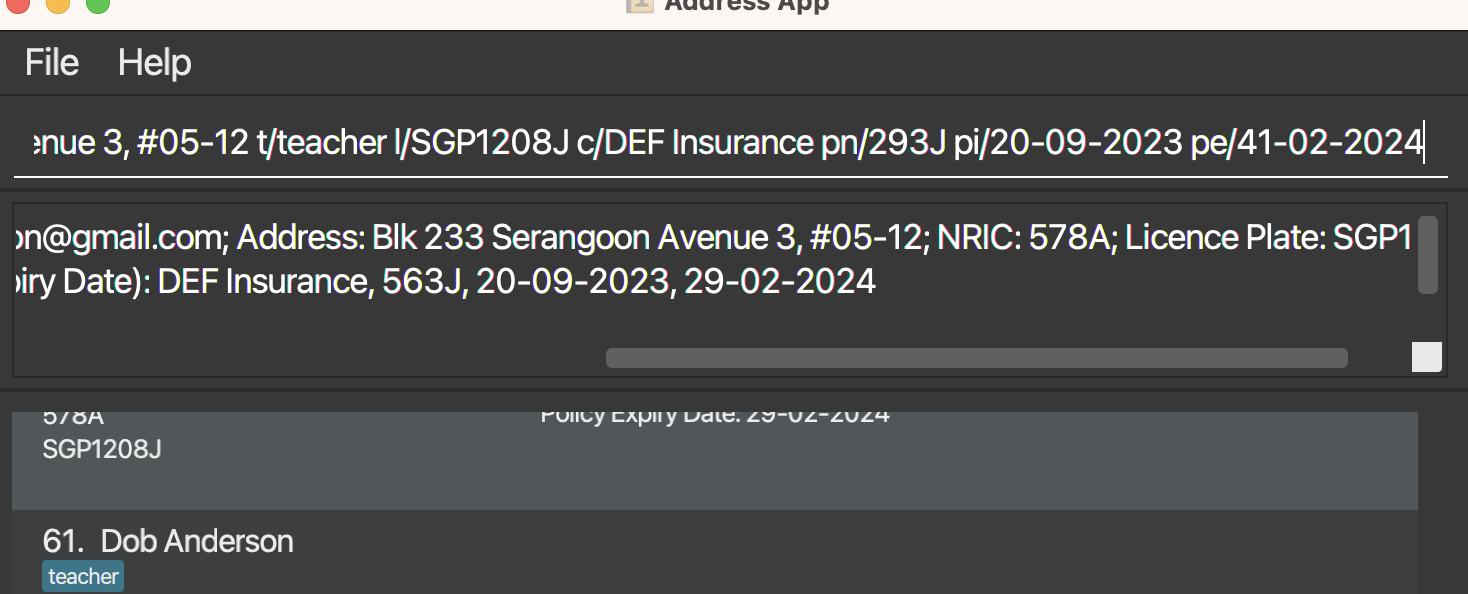 Address App
File Help
enue 3, #05-12 t/teacher l/SGP1208J c/DEF Insurance pn/293J pi/20-09-2023 pe/41-02-2024
on@gmail.com; Address: Blk 233 Serangoon Avenue 3, #05-12; NRIC: 578A; Licence Plate: SGP1
iry Date): DEF Insurance, 563J, 20-09-2023, 29-02-2024
578A
Policy Expiry Date: 29-02-2024
SGP1208J
61. Dob Anderson
teacher